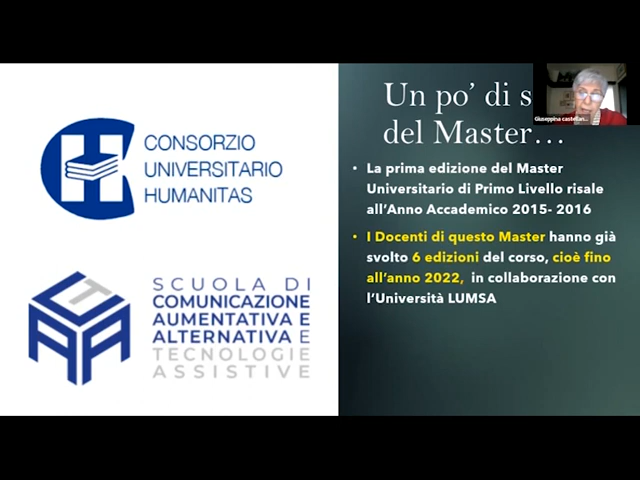 CONSORZIO
UNIVERSITARIO
HUMANITAS
SCUOLA DI
COMUNICAZIONE
AUMENTATIVA E
ALTERNATIVA E
TECNOLOGIE
ASSISTIVE
Un po' di s
del Master…
• La prima edizione del Master
Universitario di Primo Livello risale
all'Anno Accademico 2015- 2016
• I Docenti di questo Master hanno già
svolto 6 edizioni del corso, cioè fino
all'anno 2022, in collaborazione con
l'Università LUMSA
Giuseppina castellan...